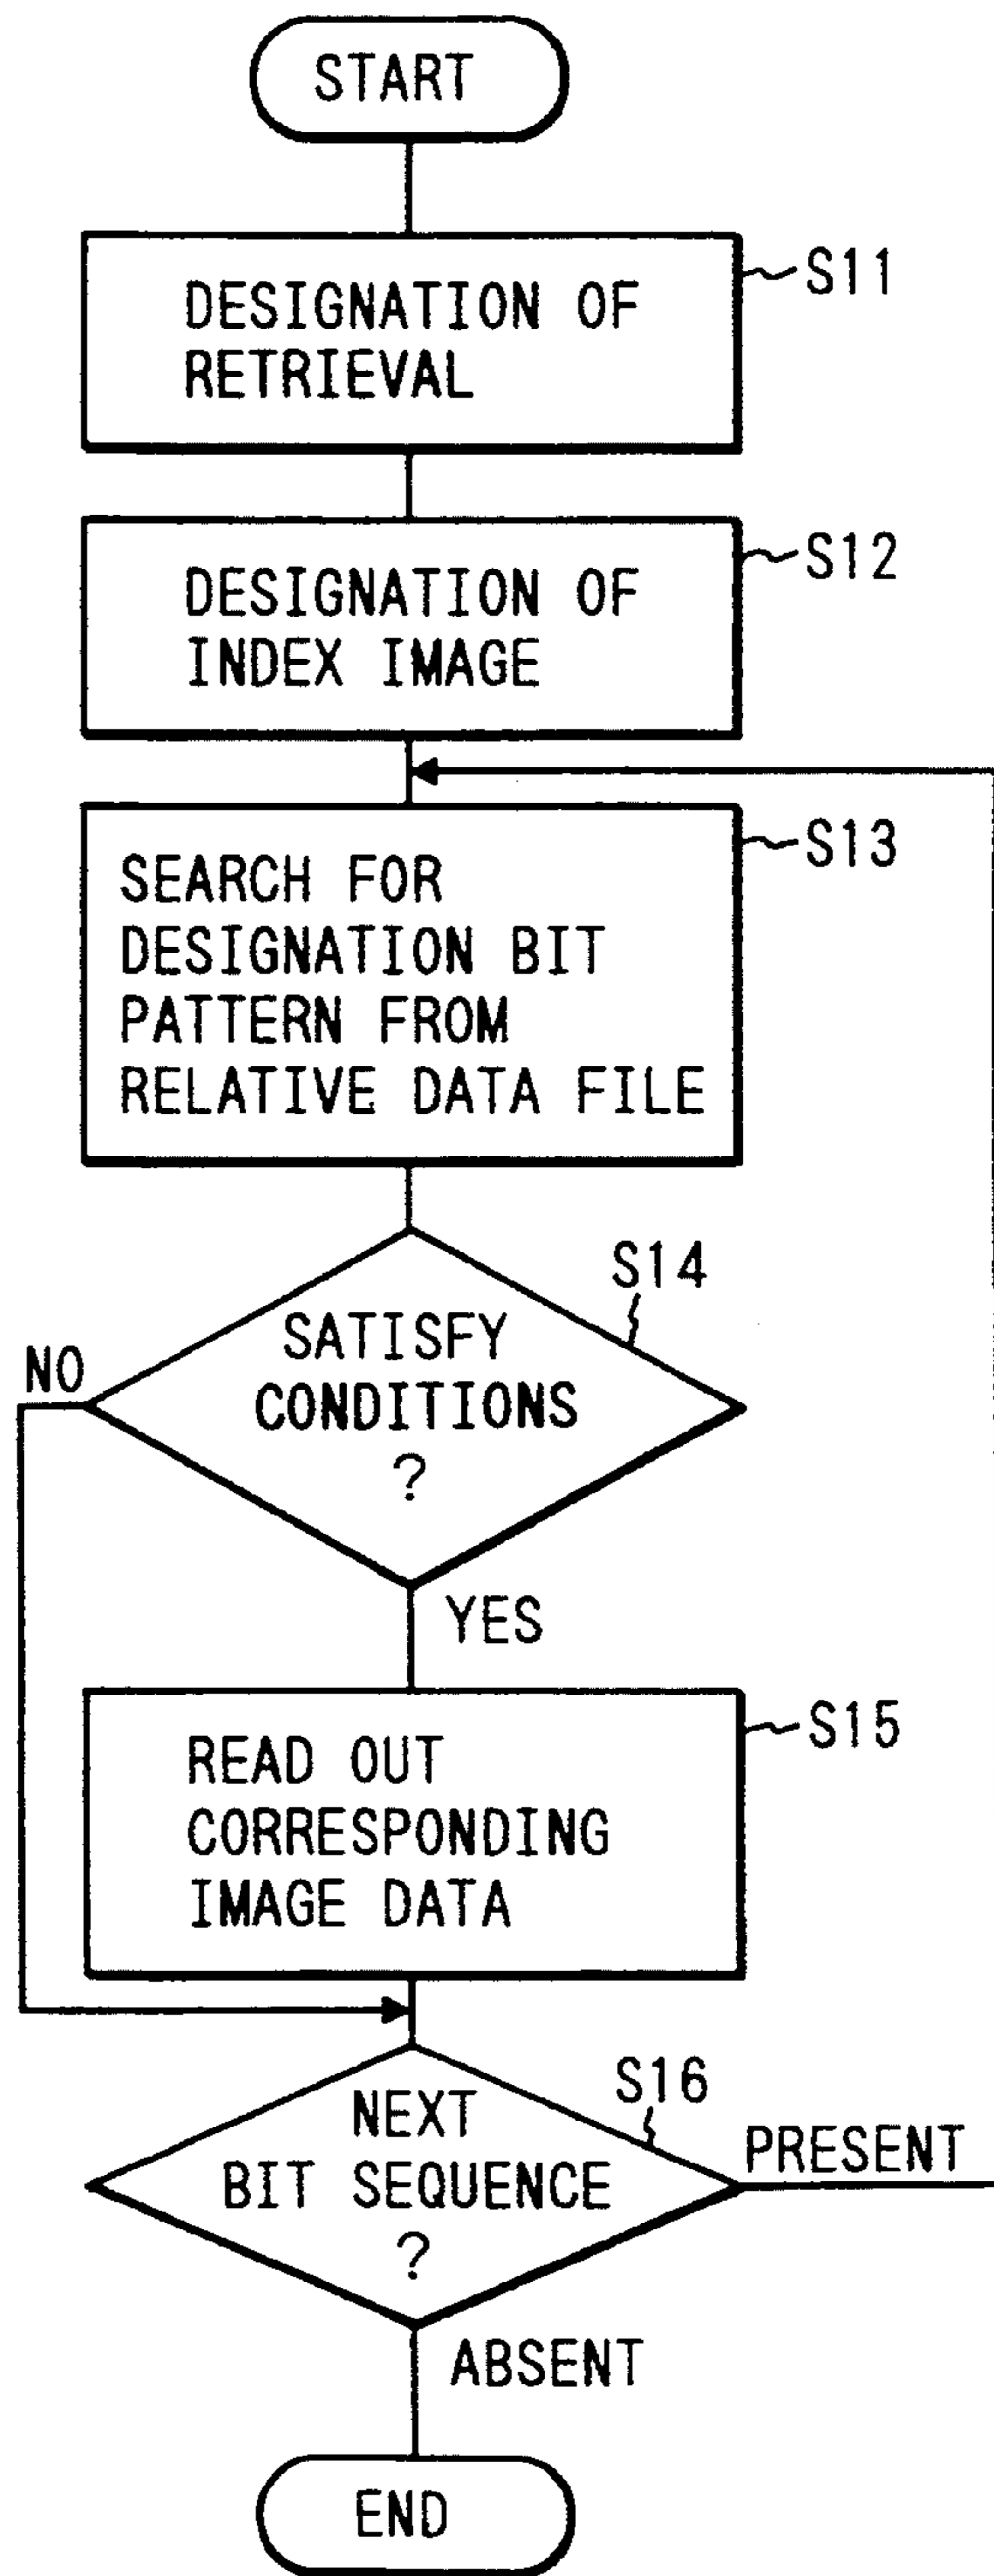 START
S11
DESIGNATION OF
RETRIEVAL
S12
DESIGNATION OF
INDEX IMAGE
S13
SEARCH FOR
DESIGNATION BIT
PATTERN FROM
RELATIVE DATA FILE
S14
SATISFY
CONDITIONS
?
NO
YES
S15
READ OUT
CORRESPONDING
IMAGE DATA
S16
NEXT
BIT SEQUENCE
?
PRESENT
ABSENT
END